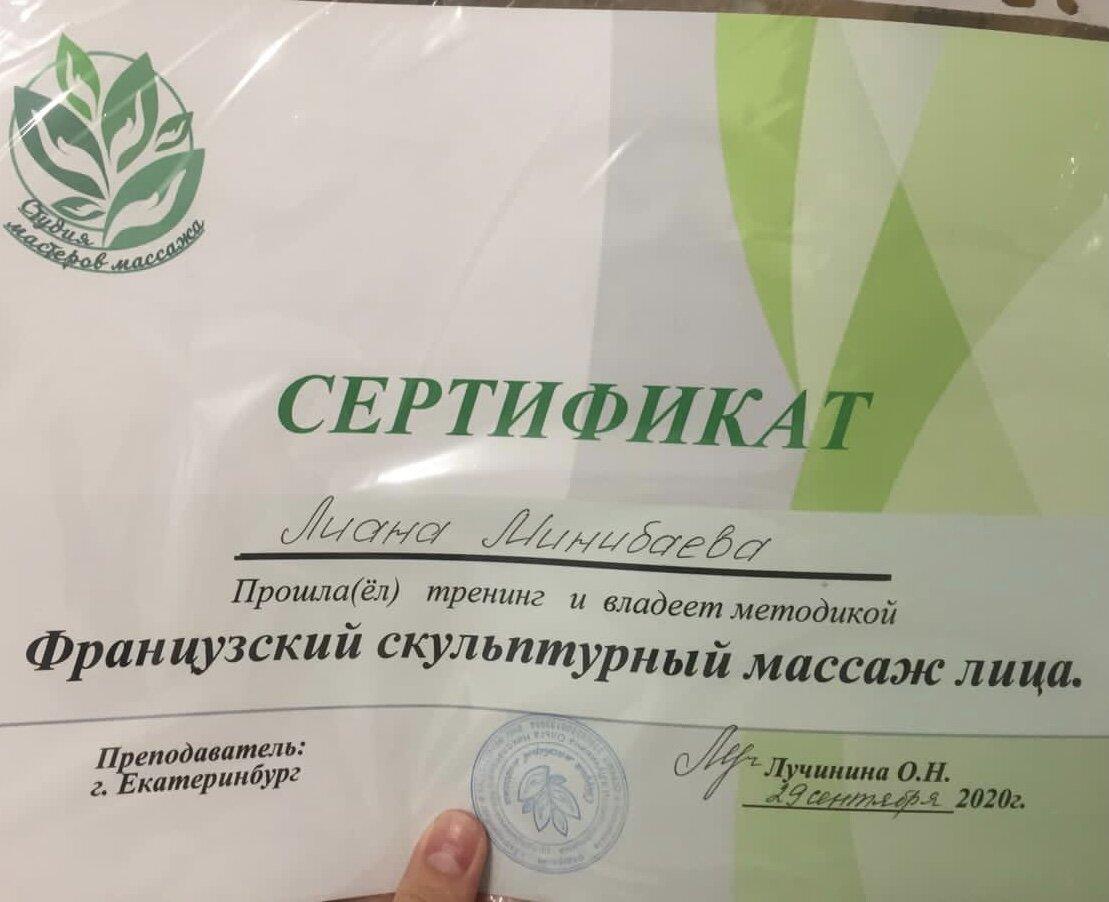 Студия
мастеров массажа
СЕРТИФИКАТ
Лиана Минибаева
Прошла(ёл) тренинг и владеет методикой
Французский скульптурный массаж лица.
Преподаватель:
г. Екатеринбург
Луч Лучинина О.Н.
29 сентября 2020г.